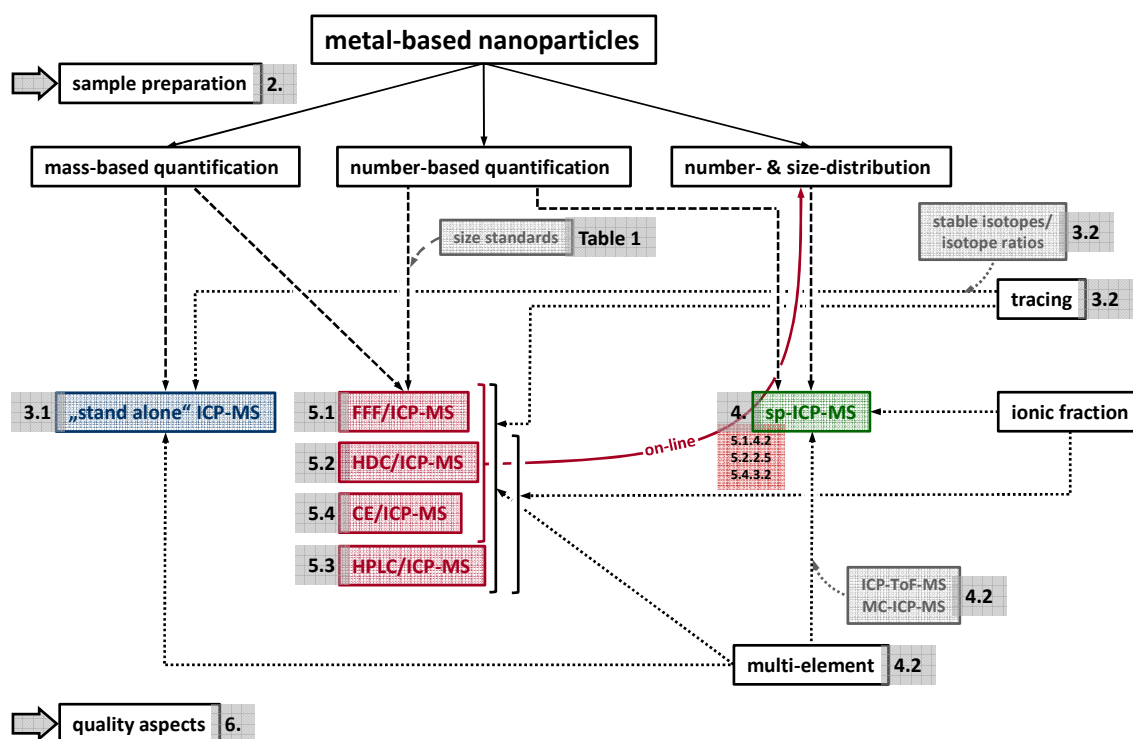 metal-based nanoparticles
sample preparation 2.
mass-based quantification
number-based quantification
number- & size-distribution
size standards Table 1
stable isotopes/
isotope ratios
3.2
tracing 3.2
3.1 „stand alone“ ICP-MS
5.1 FFF/ICP-MS
4. sp-ICP-MS
5.1.4.2
5.2.2.5
5.4.3.2
ionic fraction
5.2 HDC/ICP-MS
on-line
5.4 CE/ICP-MS
5.3 HPLC/ICP-MS
ICP-ToF-MS
MC-ICP-MS
4.2
multi-element 4.2
quality aspects 6.